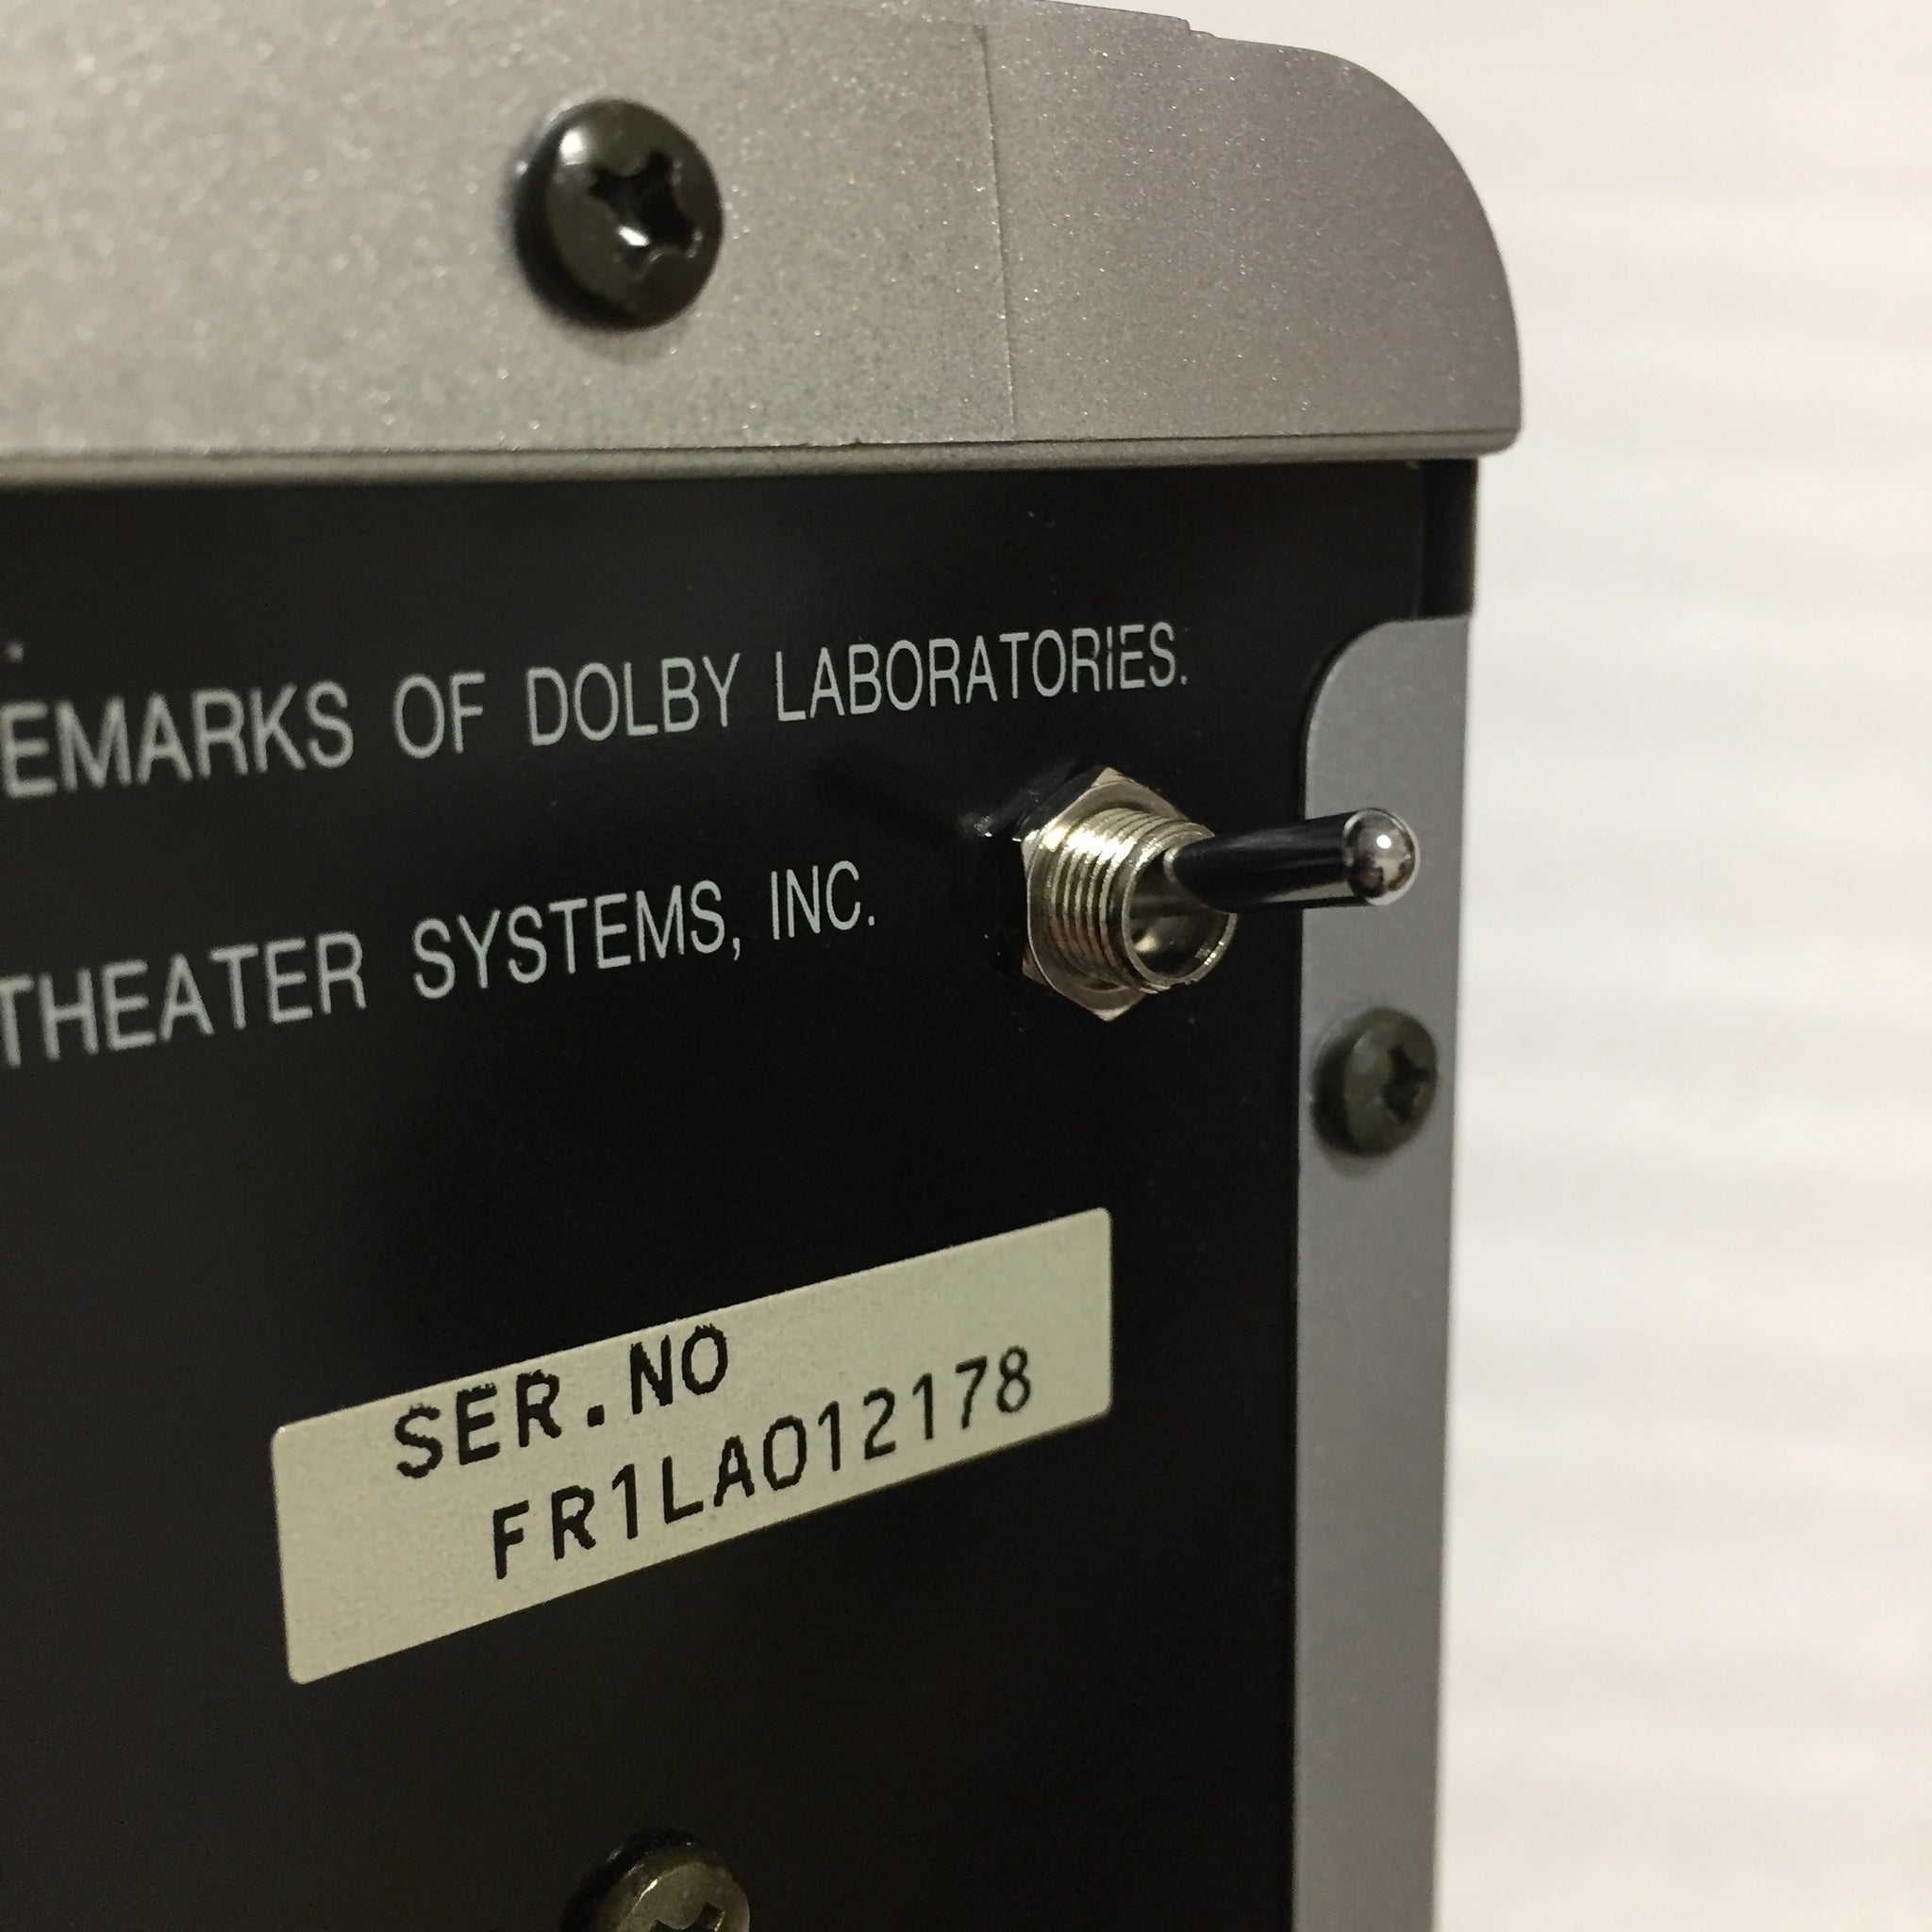 EMARKS OF DOLBY LABORATORIES.
THEATER SYSTEMS, INC.
SER.NO
FR1LA012178